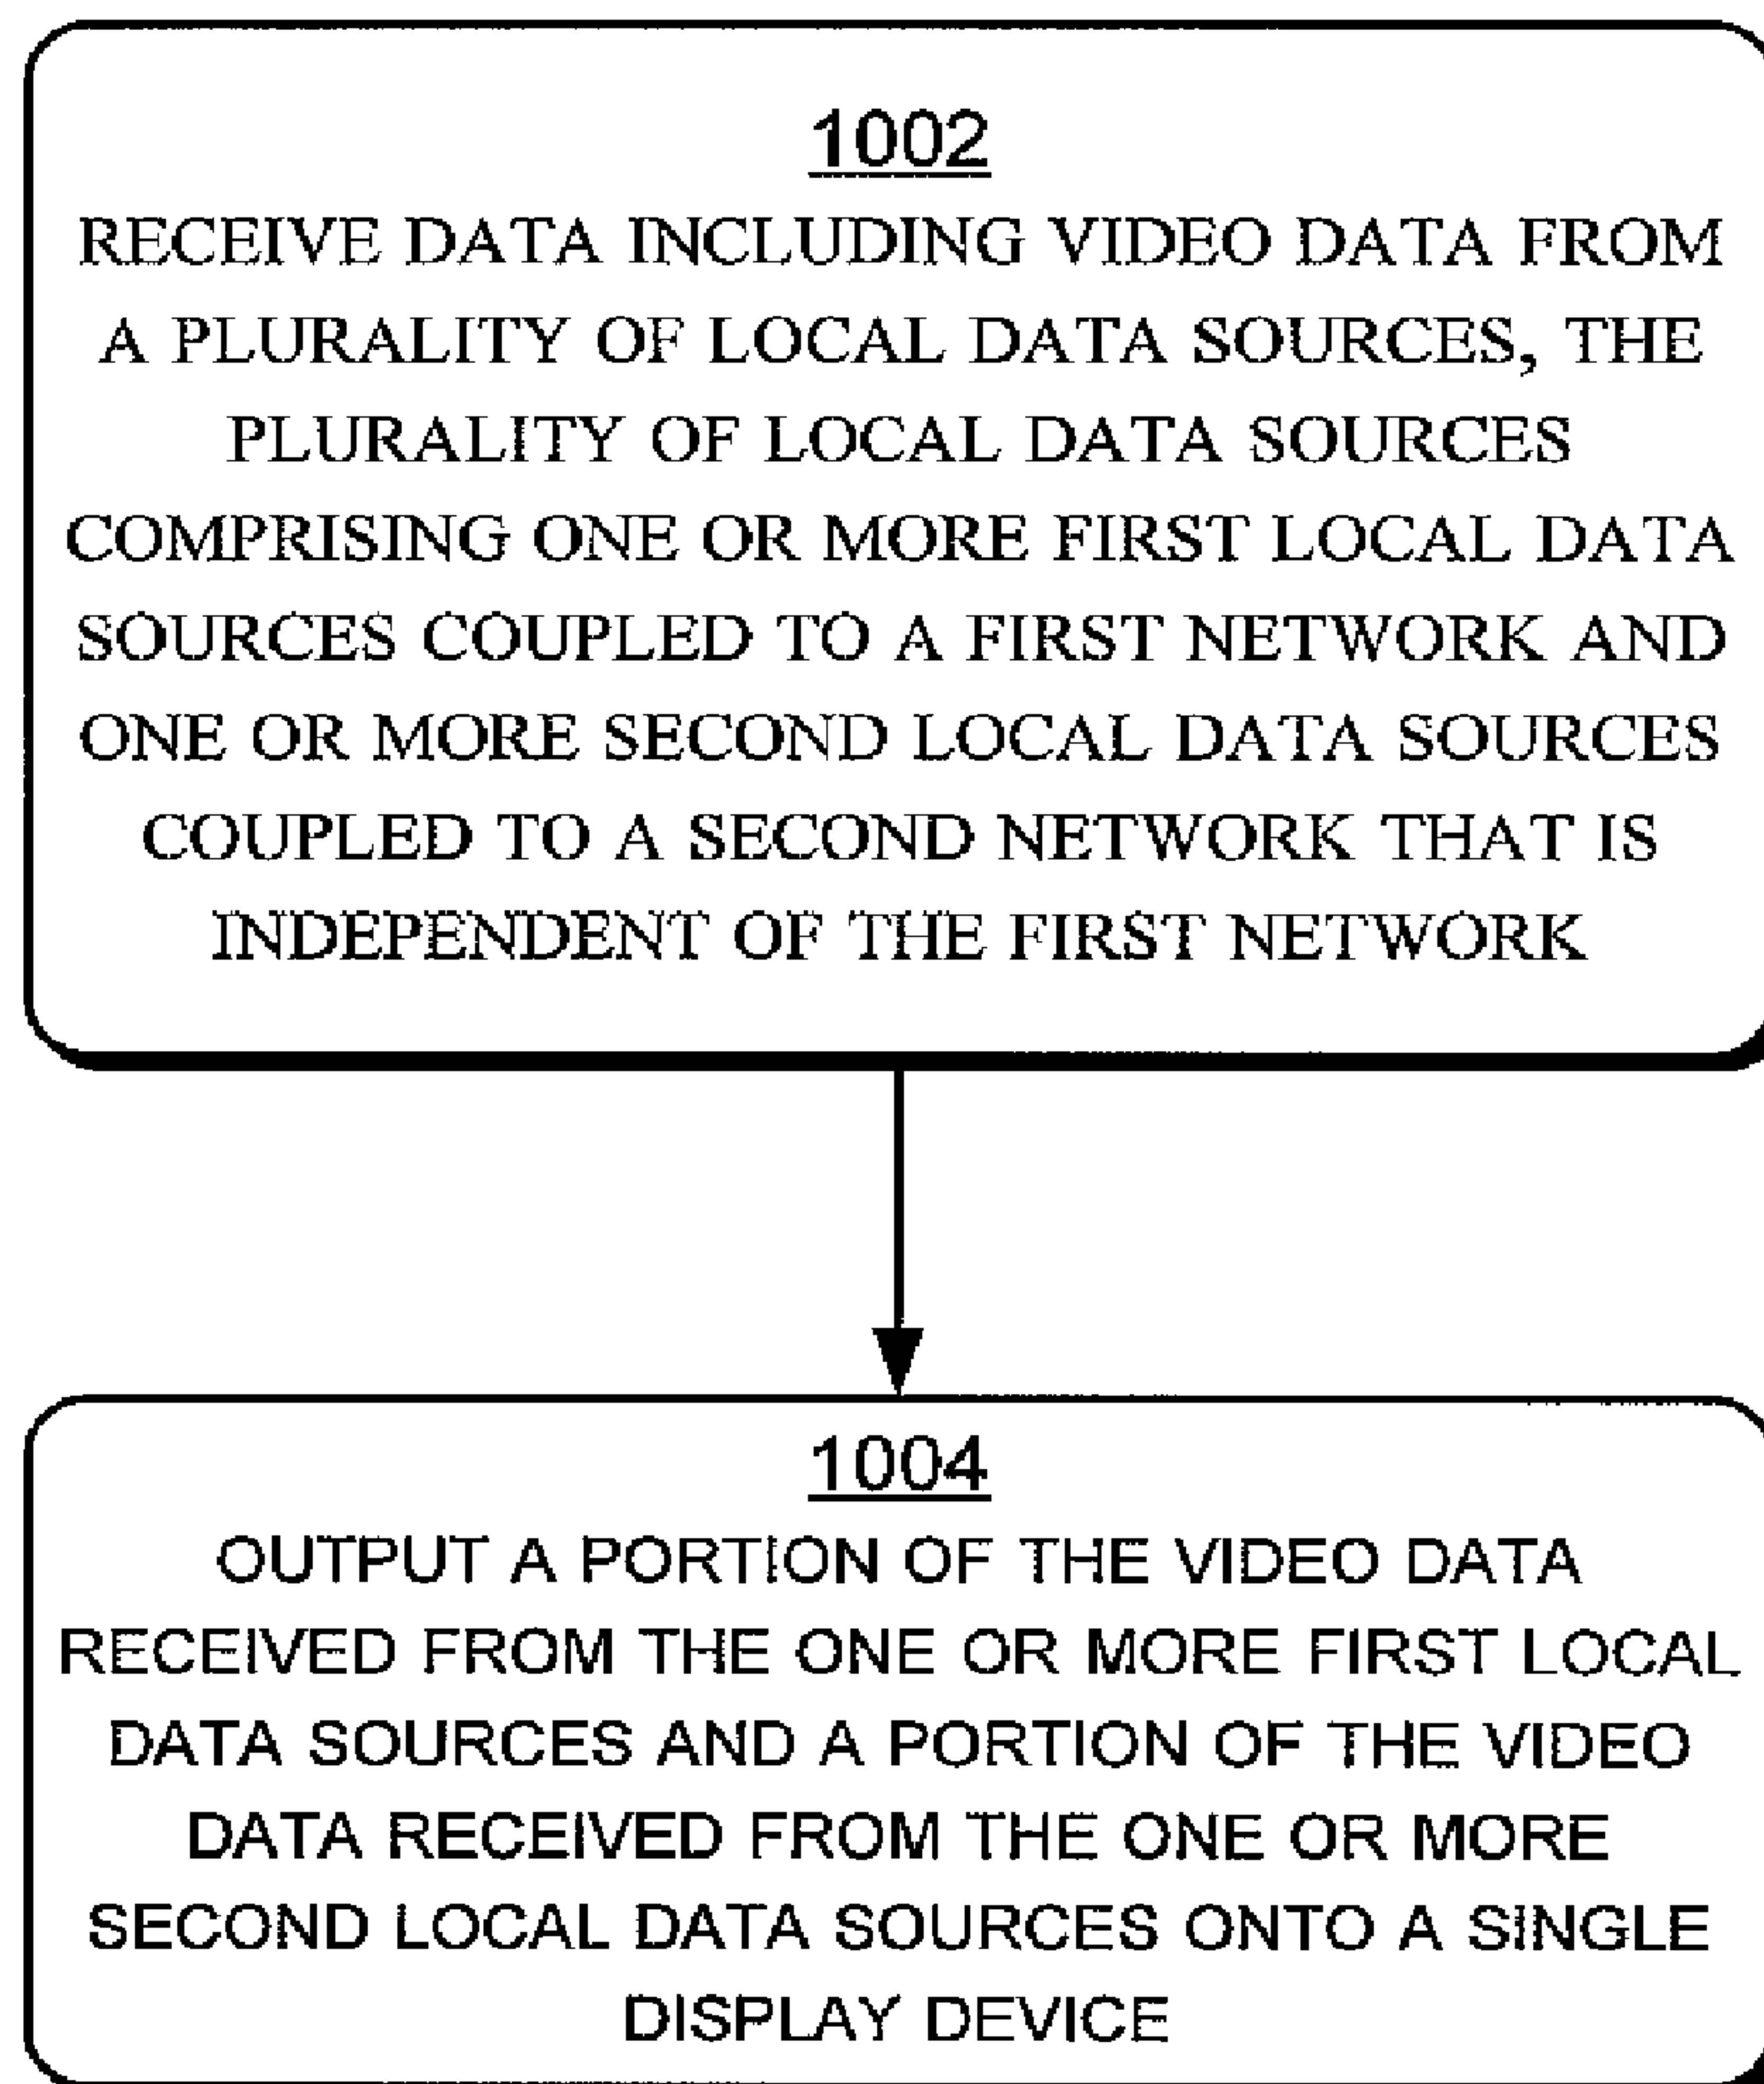 1002
RECEIVE DATA INCLUDING VIDEO DATA FROM
A PLURALITY OF LOCAL DATA SOURCES, THE
PLURALITY OF LOCAL DATA SOURCES
COMPRISING ONE OR MORE FIRST LOCAL DATA
SOURCES COUPLED TO A FIRST NETWORK AND
ONE OR MORE SECOND LOCAL DATA SOURCES
COUPLED TO A SECOND NETWORK THAT IS
INDEPENDENT OF THE FIRST NETWORK
1004
OUTPUT A PORTION OF THE VIDEO DATA
RECEIVED FROM THE ONE OR MORE FIRST LOCAL
DATA SOURCES AND A PORTION OF THE VIDEO
DATA RECEIVED FROM THE ONE OR MORE
SECOND LOCAL DATA SOURCES ONTO A SINGLE
DISPLAY DEVICE